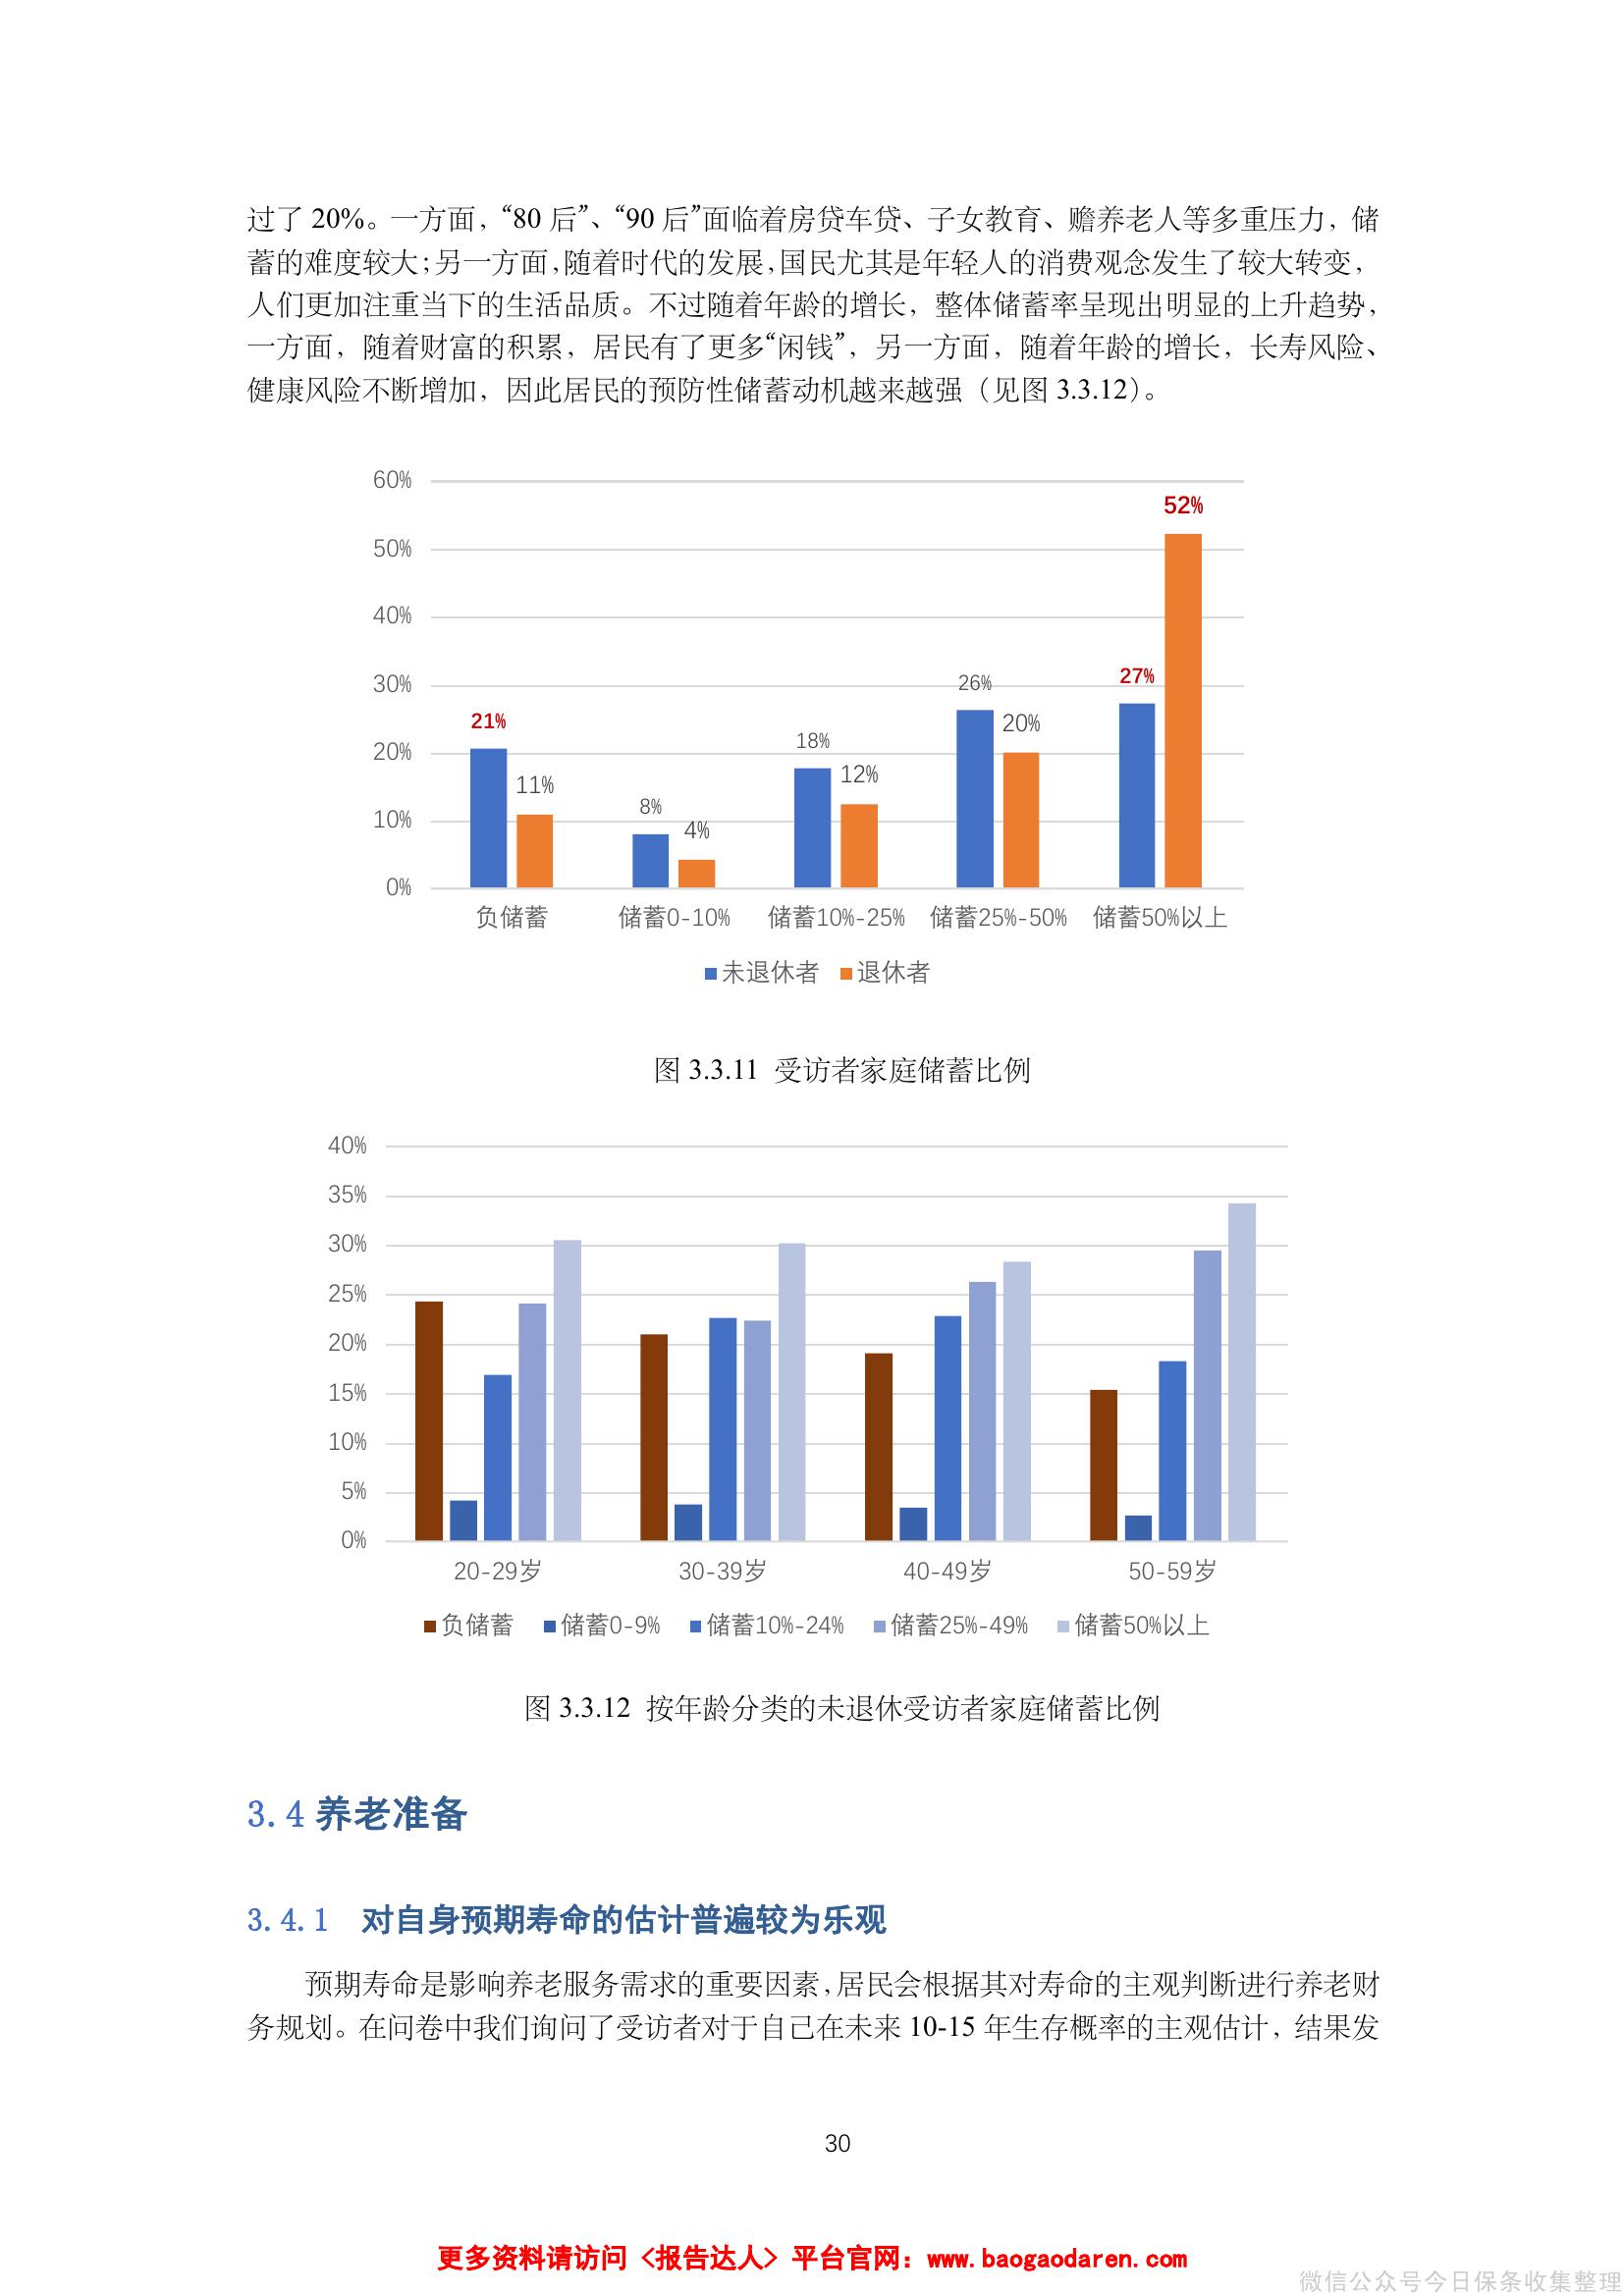 过了 20%。一方面，“80 后”、“90 后”面临着房贷车贷、子女教育、赡养老人等多重压力，储
蓄的难度较大；另一方面，随着时代的发展，国民尤其是年轻人的消费观念发生了较大转变，
人们更加注重当下的生活品质。不过随着年龄的增长，整体储蓄率呈现出明显的上升趋势，
一方面，随着财富的积累，居民有了更多“闲钱”，另一方面，随着年龄的增长，长寿风险、
健康风险不断增加，因此居民的预防性储蓄动机越来越强（见图 3.3.12）。
60%
52%
50%
40%
30%
27%
26%
21%
20%
20%
18%
12%
11%
10%
8%
4%
0%
负储蓄 储蓄0-10% 储蓄10%-25% 储蓄25%-50% 储蓄50%以上
未退休者 退休者
图 3.3.11 受访者家庭储蓄比例
40%
35%
30%
25%
20%
15%
10%
5%
0%
20-29岁 30-39岁 40-49岁 50-59岁
负储蓄 储蓄0-9% 储蓄10%-24% 储蓄25%-49% 储蓄50%以上
图 3.3.12 按年龄分类的未退休受访者家庭储蓄比例
3.4 养老准备
3.4.1 对自身预期寿命的估计普遍较为乐观
预期寿命是影响养老服务需求的重要因素，居民会根据其对寿命的主观判断进行养老财
务规划。在问卷中我们询问了受访者对于自己在未来 10-15 年生存概率的主观估计，结果发
30
更多资料请访问《报告达人》平台官网：www.baogaodaren.com
微信公众号今日保条收集整理